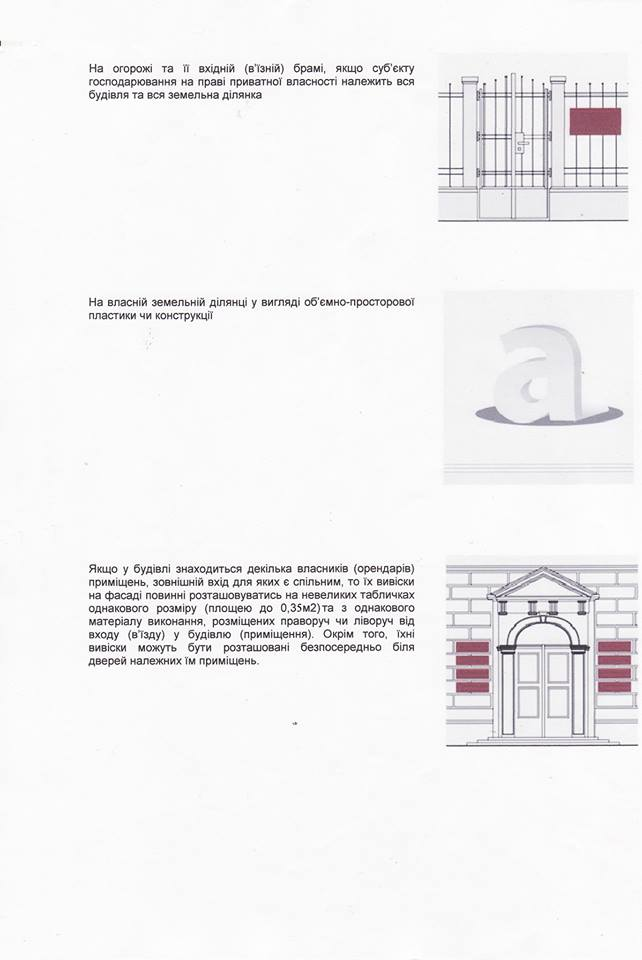 На огорожі та її вхідній (в'їзній) брамі, якщо суб'єкту
господарювання на праві приватної власності належить вся
будівля та вся земельна ділянка
На власній земельній ділянці у вигляді об'ємно-просторової
пластики чи конструкції
a
Якщо у будівлі знаходиться декілька власників (орендарів)
приміщень, зовнішній вхід для яких є спільним, то їх вивіски
на фасаді повинні розташовуватись на невеликих табличках
однакового розміру (площею до 0,35м2)та з однакового
матеріалу виконання, розміщених праворуч чи ліворуч від
входу (в'їзду) у будівлю (приміщення). Окрім того, їхні
вивіски можуть бути розташовані безпосередньо біля
дверей належних їм приміщень.